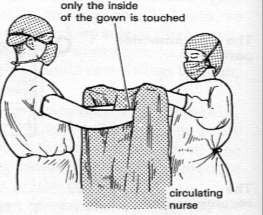 only the inside
of the gown is touched
circulating
nurse